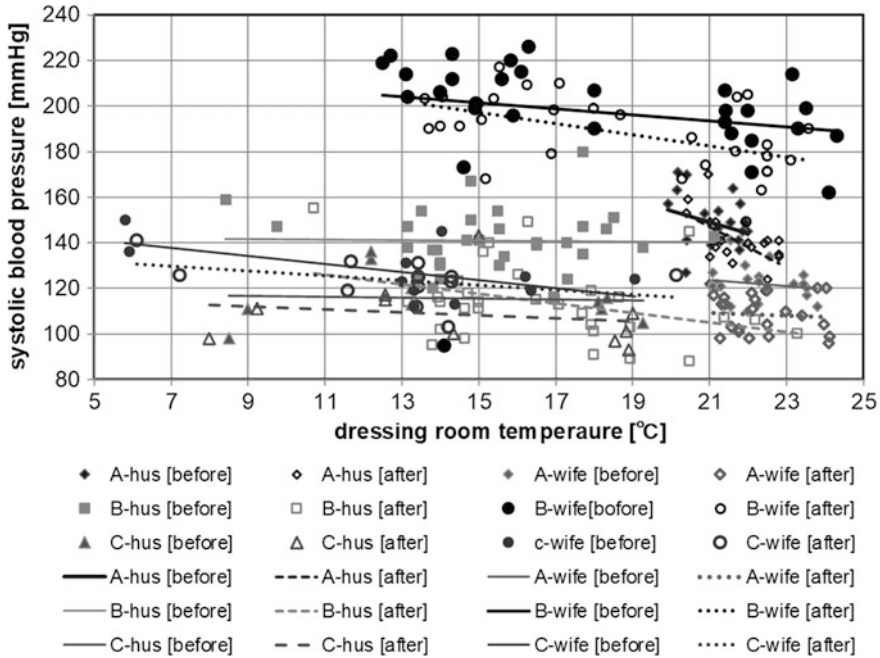 systolic blood pressure [mmHg]
240
220
200
180
160
140
120
100
80
5 7 9 11 13 15 17 19 21 23 25
dressing room temperaure [°C]
A-hus [before] A-hus [after] A-wife [before] A-wife [after]
B-hus [before] B-hus [after] B-wife[bofore] B-wife [after]
C-hus [before] C-hus [after] c-wife [before] C-wife [after]
A-hus [before] A-hus [after] A-wife [before] A-wife [after]
B-hus [before] B-hus [after] B-wife [before] B-wife [after]
C-hus [before] C-hus [after] C-wife [before] C-wife [after]